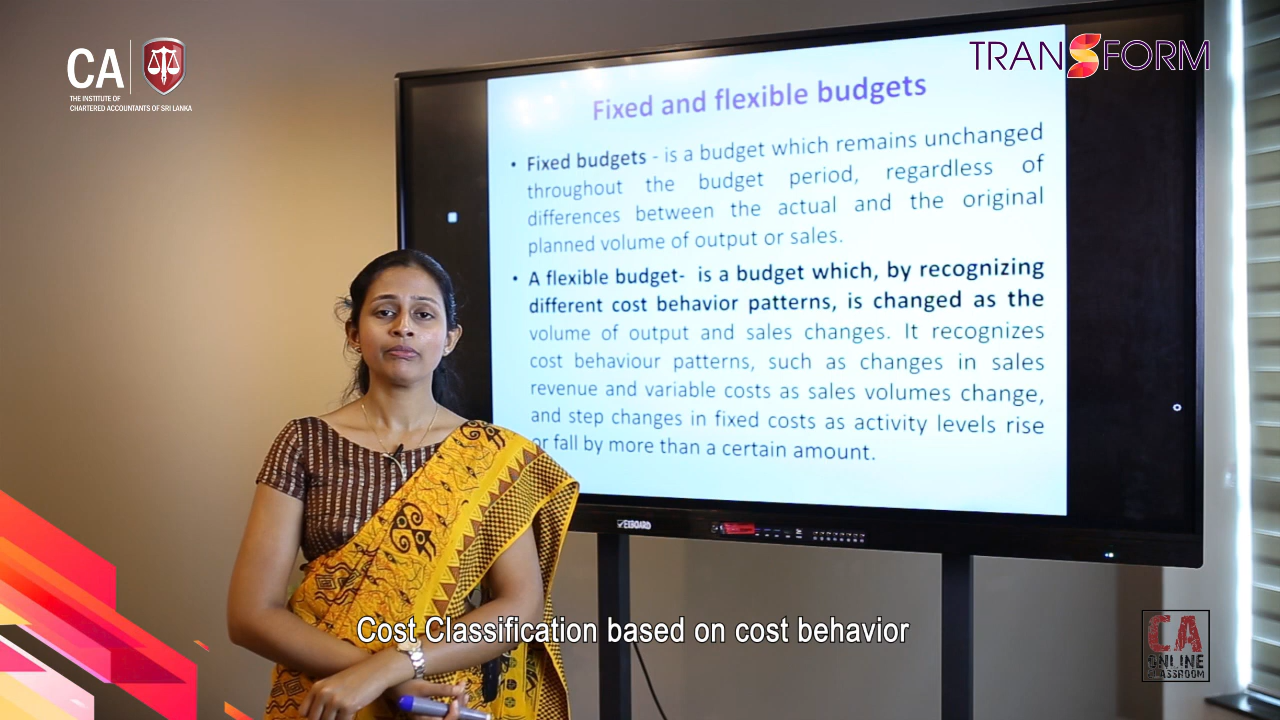 CA
THE INSTITUTE OF
CHARTERED ACCOUNTANTS OF SRI LANKA
TRANSFORM
Fixed and flexible budgets
• Fixed budgets - is a budget which remains unchanged
throughout the budget period, regardless of
differences between the actual and the original
planned volume of output or sales.
• A flexible budget- is a budget which, by recognizing
different cost behavior patterns, is changed as the
volume of output and sales changes. It recognizes
cost behaviour patterns, such as changes in sales
revenue and variable costs as sales volumes change,
and step changes in fixed costs as activity levels rise
or fall by more than a certain amount.
EIBOARD
Cost Classification based on cost behavior
CA
ONLINE
CLASSROOM